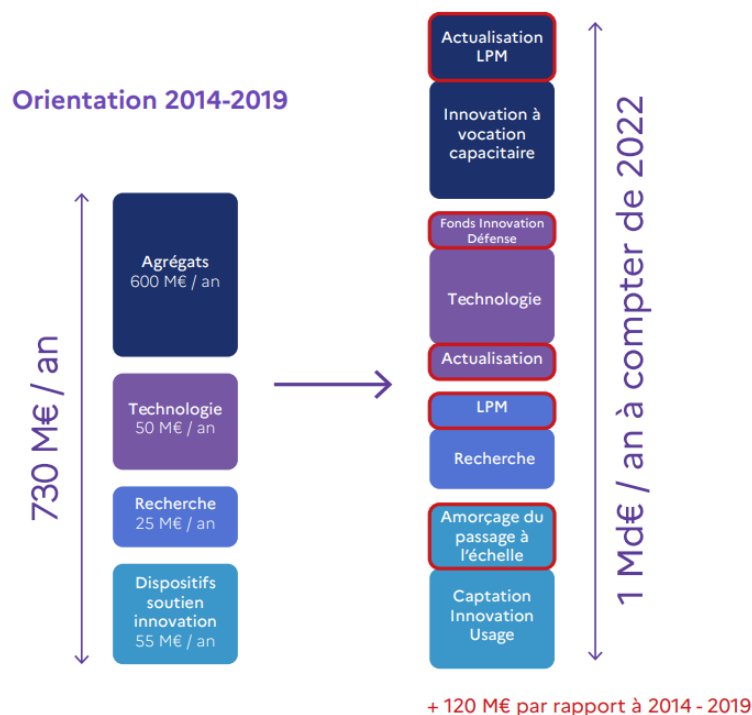 Orientation 2014-2019
730 M€ / an
Agrégats
600 M€ / an
Technologie
50 M€ / an
Recherche
25 M€ / an
Dispositifs
soutien
innovation
55 M€ / an
Actualisation
LPM
Innovation à
vocation
capacitaire
Fonds Innovation
Défense
Technologie
Actualisation
LPM
Recherche
Amorçage du
passage à
l'échelle
Captation
Innovation
Usage
1 Md€ / an à compter de 2022
+ 120 M€ par rapport à 2014 - 2019